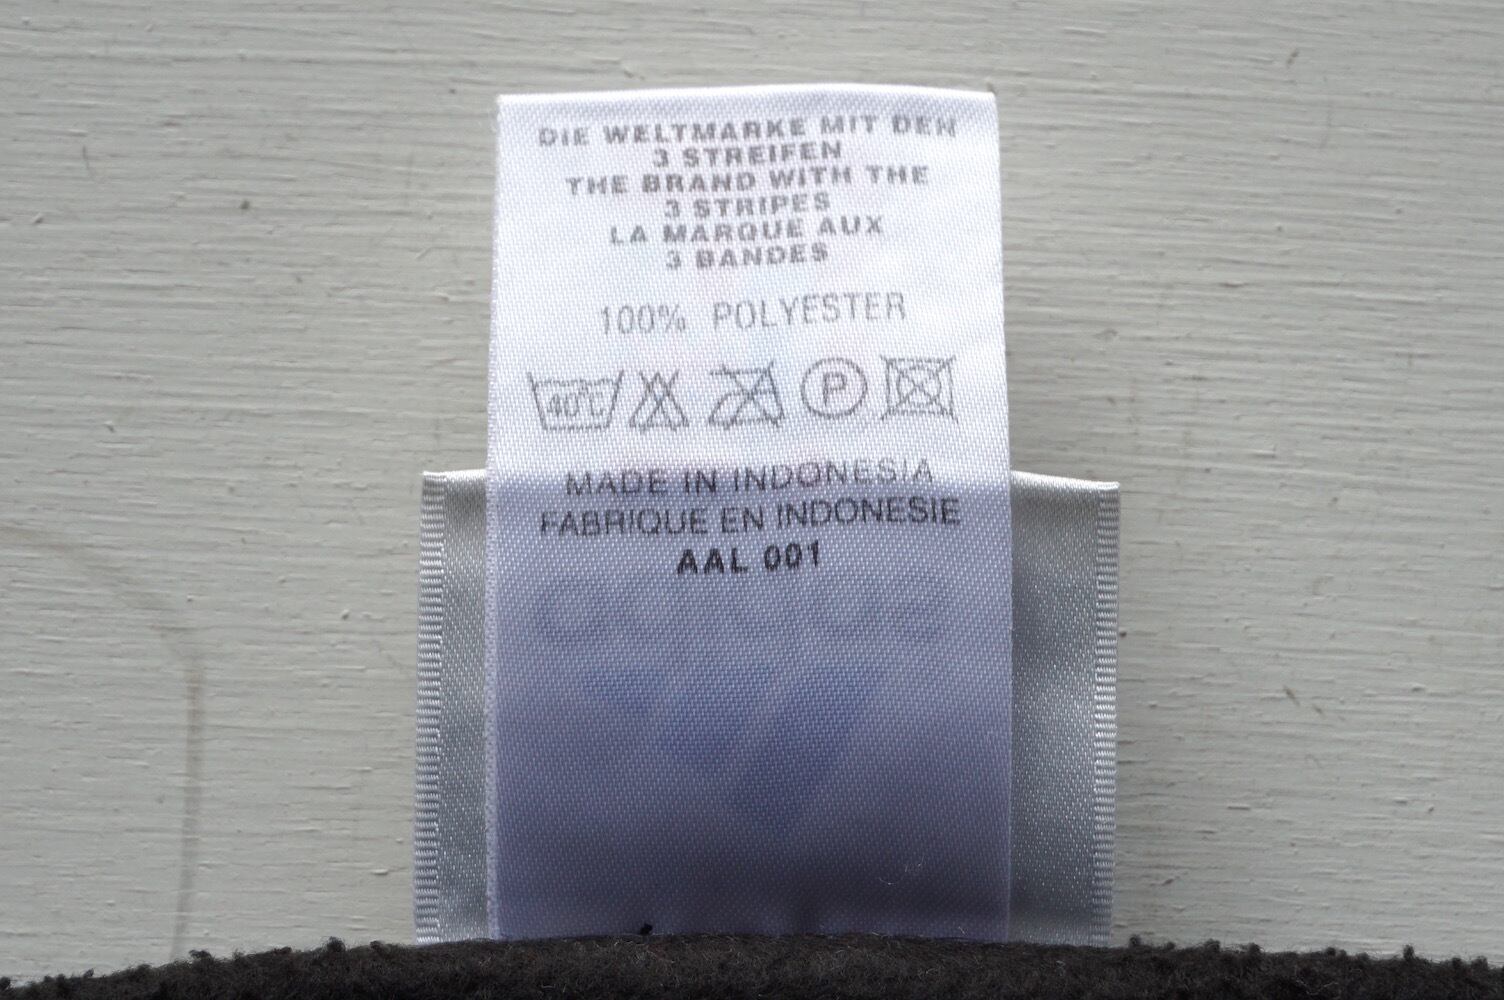 DIE WELTMARKE MIT DEN
3 STREIFEN
THE BRAND WITH THE
3 STRIPES
LA MARQUE AUX
3 BANDES
100% POLYESTER
40°C P
MADE IN INDONESIA
FABRIQUE EN INDONESIE
AAL 001